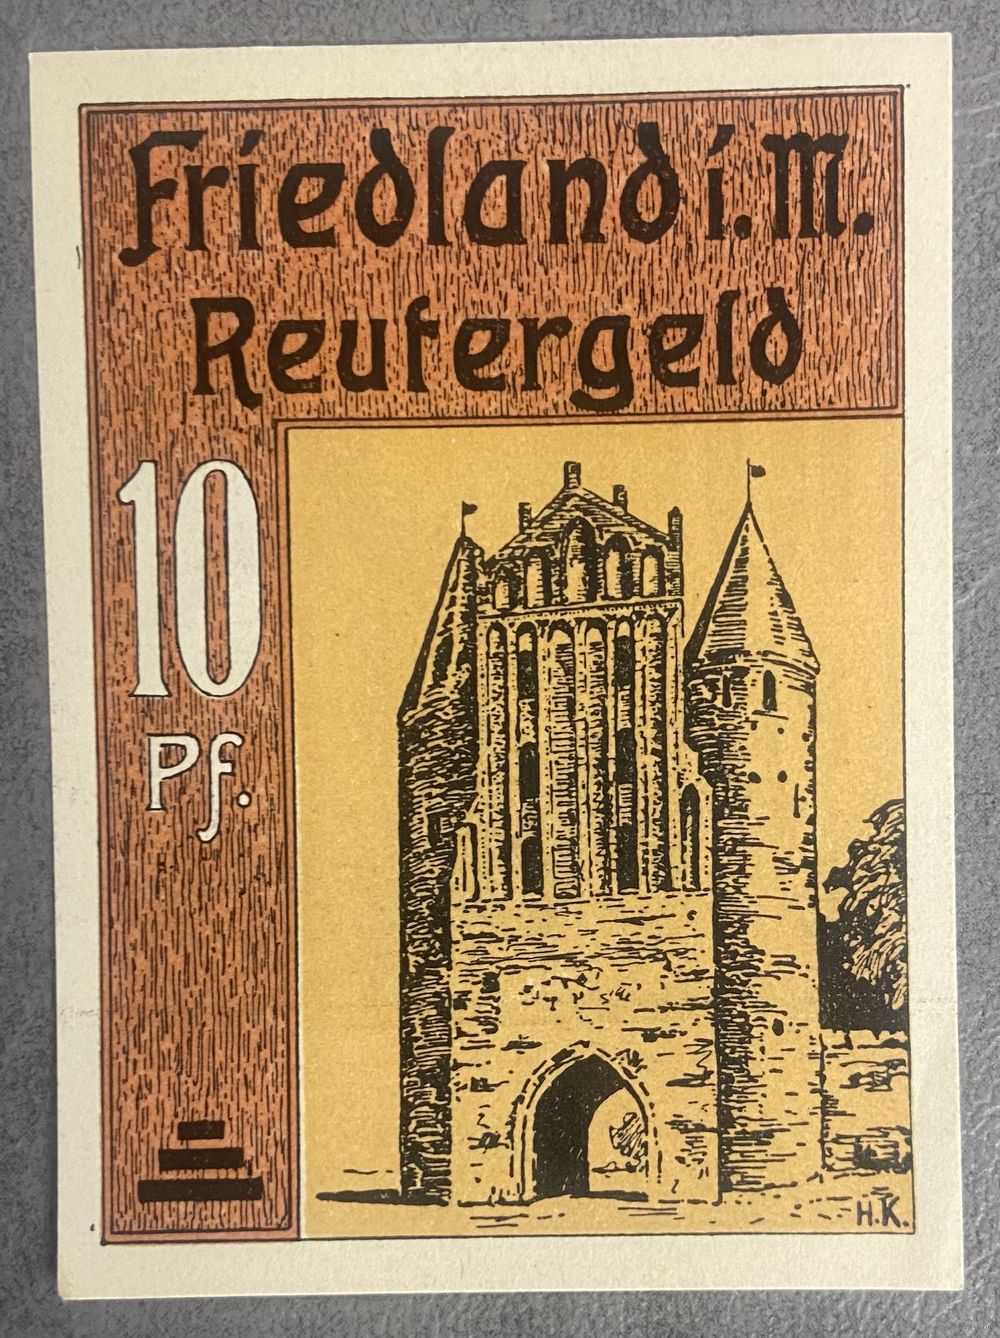 Friedland i. M.
Reutergeld
10
Pf.
H.K.